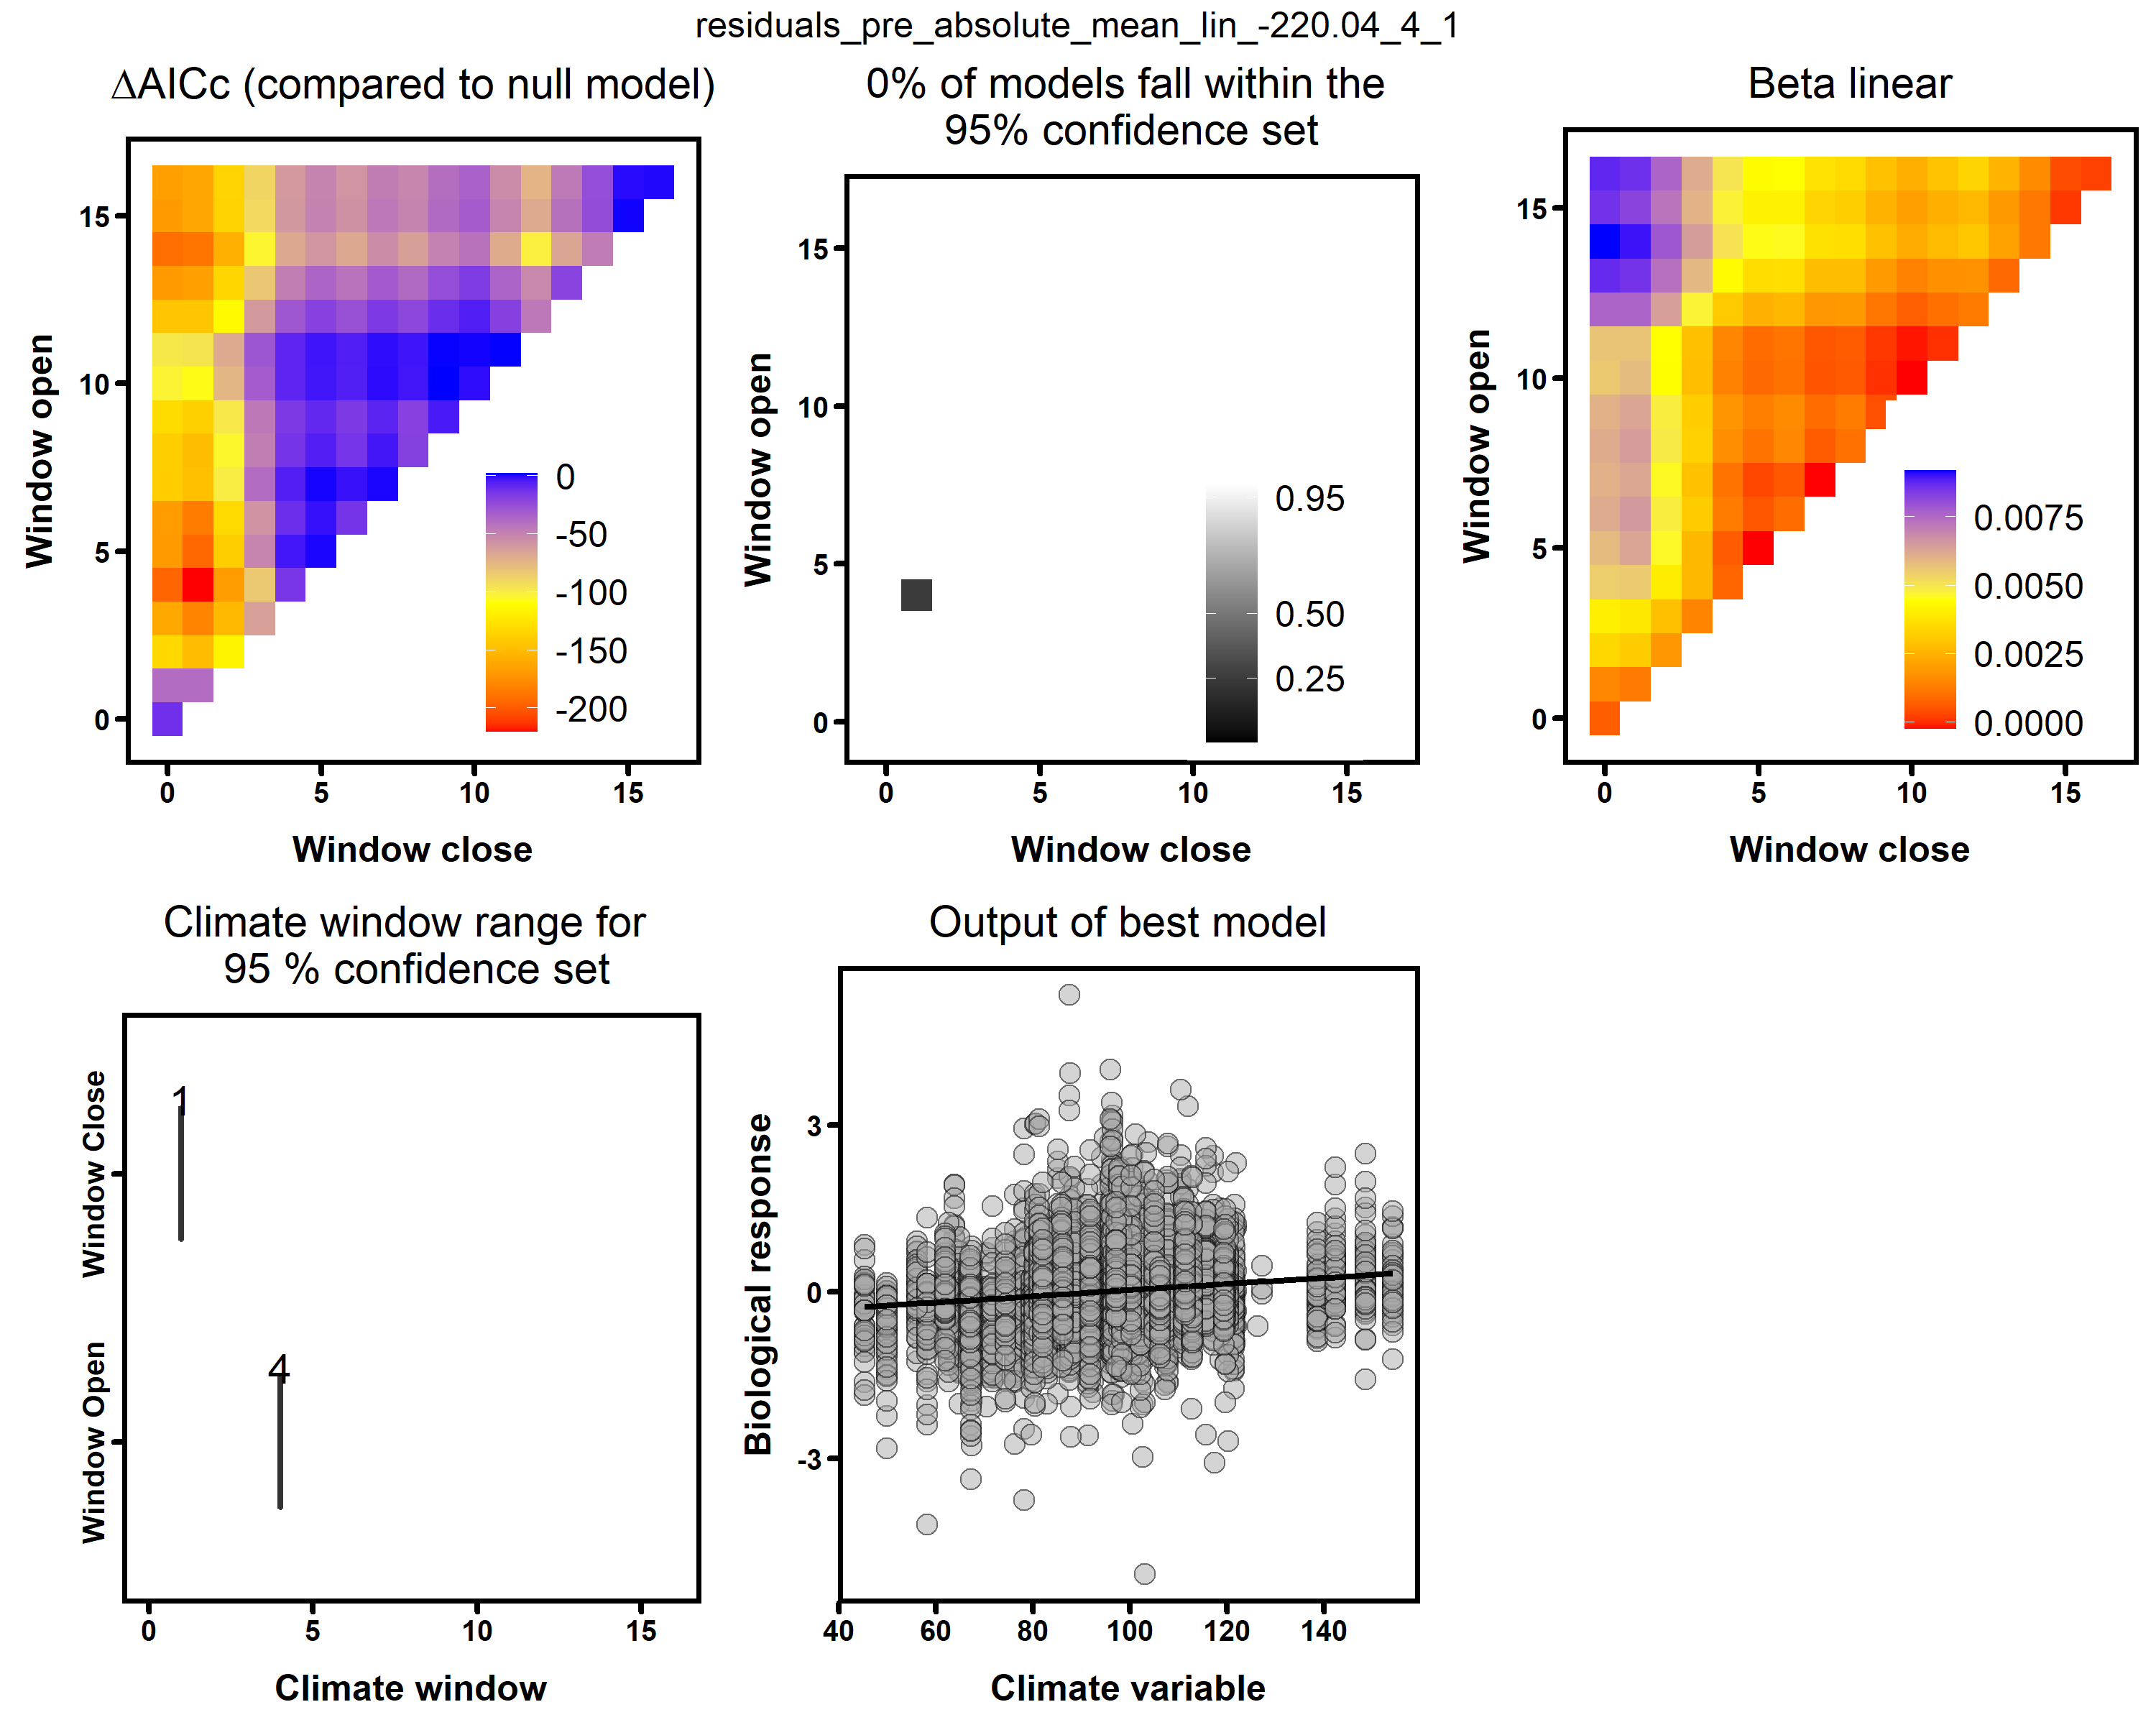 residuals_pre_absolute_mean_lin_-220.04_4_1
ΔAICc (compared to null model)
Window open
15
10
5
0
0
-50
-100
-150
-200
0 5 10 15
Window close
0% of models fall within the
95% confidence set
Window open
15
10
5
0
0.95
0.50
0.25
0 5 10 15
Window close
Beta linear
Window open
15
10
5
0
0.0075
0.0050
0.0025
0.0000
0 5 10 15
Window close
Climate window range for
95 % confidence set
Window Close
Window Open
1
4
0 5 10 15
Climate window
Output of best model
Biological response
3
0
-3
40 60 80 100 120 140
Climate variable